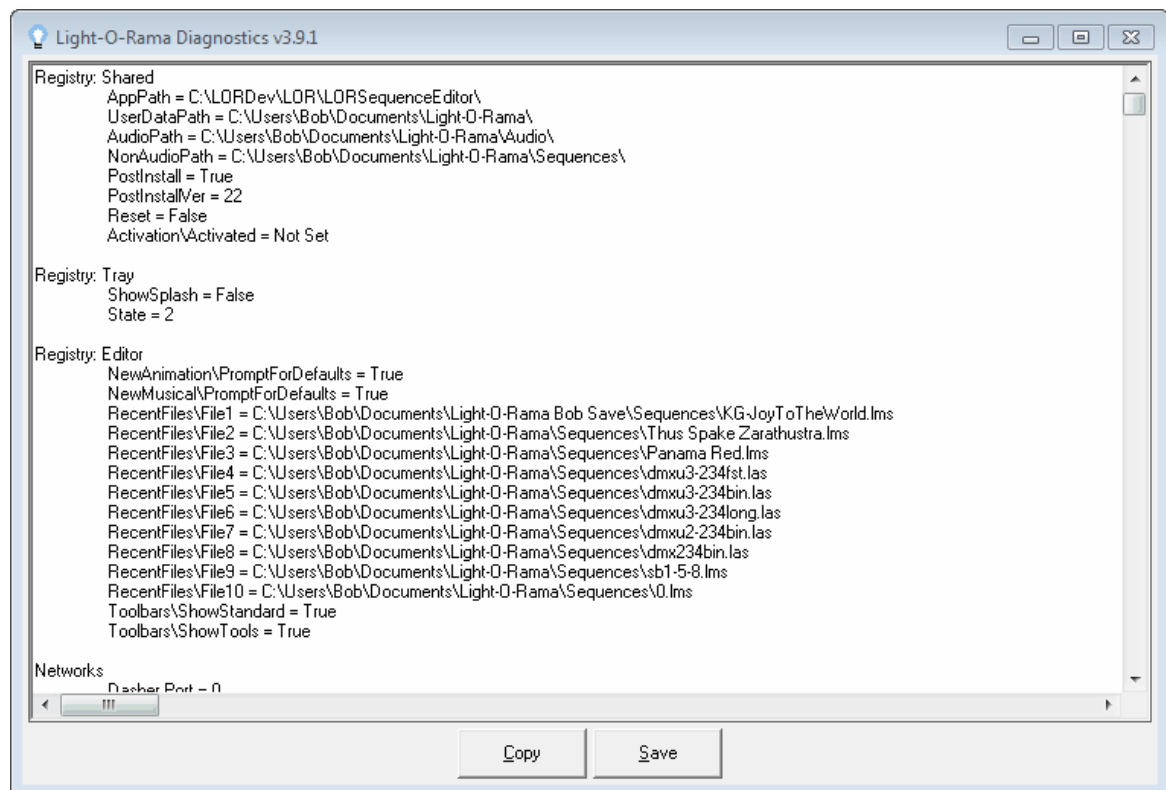 Light-O-Rama Diagnostics v3.9.1
Registry: Shared
AppPath = C:\LORDev\LOR\LORSequenceEditor\
UserDataPath = C:\Users\Bob\Documents\Light-O-Rama\
AudioPath = C:\Users\Bob\Documents\Light-O-Rama\Audio\
NonAudioPath = C:\Users\Bob\Documents\Light-O-Rama\Sequences\
PostInstall = True
PostInstallVer = 22
Reset = False
Activation\Activated = Not Set
Registry: Tray
ShowSplash = False
State = 2
Registry: Editor
NewAnimation\PromptForDefaults = True
NewMusical\PromptForDefaults = True
RecentFiles\File1 = C:\Users\Bob\Documents\Light-O-Rama Bob Save\Sequences\KG-JoyToTheWorld.lms
RecentFiles\File2 = C:\Users\Bob\Documents\Light-O-Rama\Sequences\Thus Spake Zarathustra.lms
RecentFiles\File3 = C:\Users\Bob\Documents\Light-O-Rama\Sequences\Panama Red.lms
RecentFiles\File4 = C:\Users\Bob\Documents\Light-O-Rama\Sequences\dmxu3-234fst.las
RecentFiles\File5 = C:\Users\Bob\Documents\Light-O-Rama\Sequences\dmxu3-234bin.las
RecentFiles\File6 = C:\Users\Bob\Documents\Light-O-Rama\Sequences\dmxu3-234long.las
RecentFiles\File7 = C:\Users\Bob\Documents\Light-O-Rama\Sequences\dmxu2-234bin.las
RecentFiles\File8 = C:\Users\Bob\Documents\Light-O-Rama\Sequences\dmx234bin.las
RecentFiles\File9 = C:\Users\Bob\Documents\Light-O-Rama\Sequences\sb1-5-8.lms
RecentFiles\File10 = C:\Users\Bob\Documents\Light-O-Rama\Sequences\0.lms
Toolbars\ShowStandard = True
Toolbars\ShowTools = True
Networks
Dasher Port = 0
Copy
Save